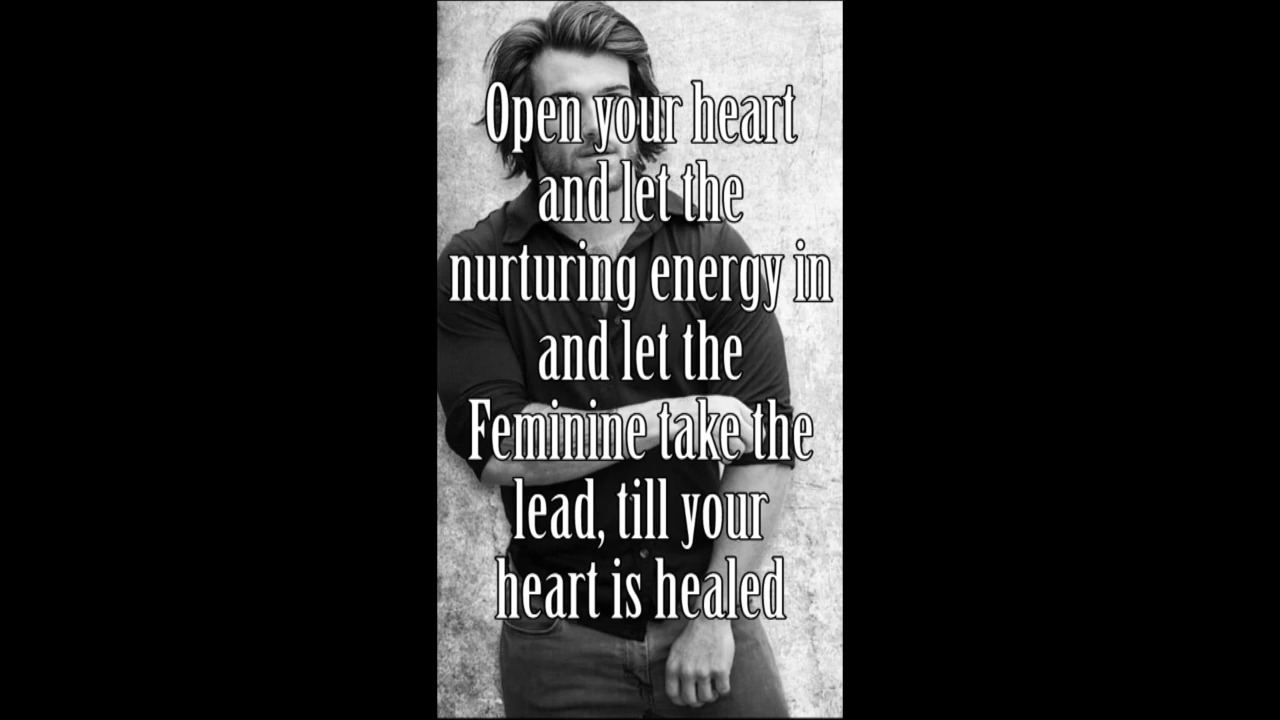 Open your heart
and let the
nurturing energy in
and let the
Feminine take the
lead, till your
heart is healed